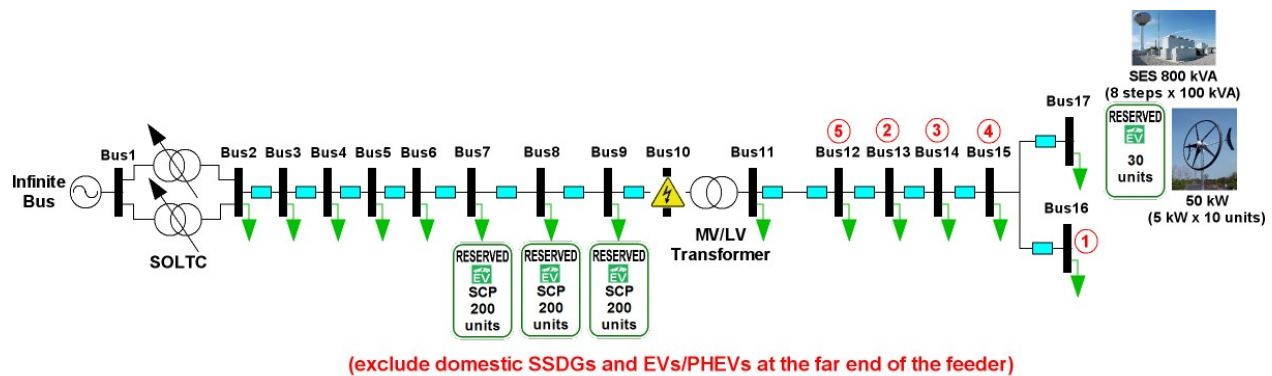 SES 800 kVA
(8 steps x 100 kVA)
Bus17
RESERVED
EV
30
units
50 kW
(5 kW x 10 units)
5
2
3
4
Bus1
Bus2
Bus3
Bus4
Bus5
Bus6
Bus7
Bus8
Bus9
Bus10
Bus11
Bus12
Bus13
Bus14
Bus15
Infinite
Bus
SOLTC
MV/LV
Transformer
Bus16
1
RESERVED
EV
SCP
200
units
RESERVED
EV
SCP
200
units
RESERVED
EV
SCP
200
units
(exclude domestic SSDGs and EVs/PHEVs at the far end of the feeder)